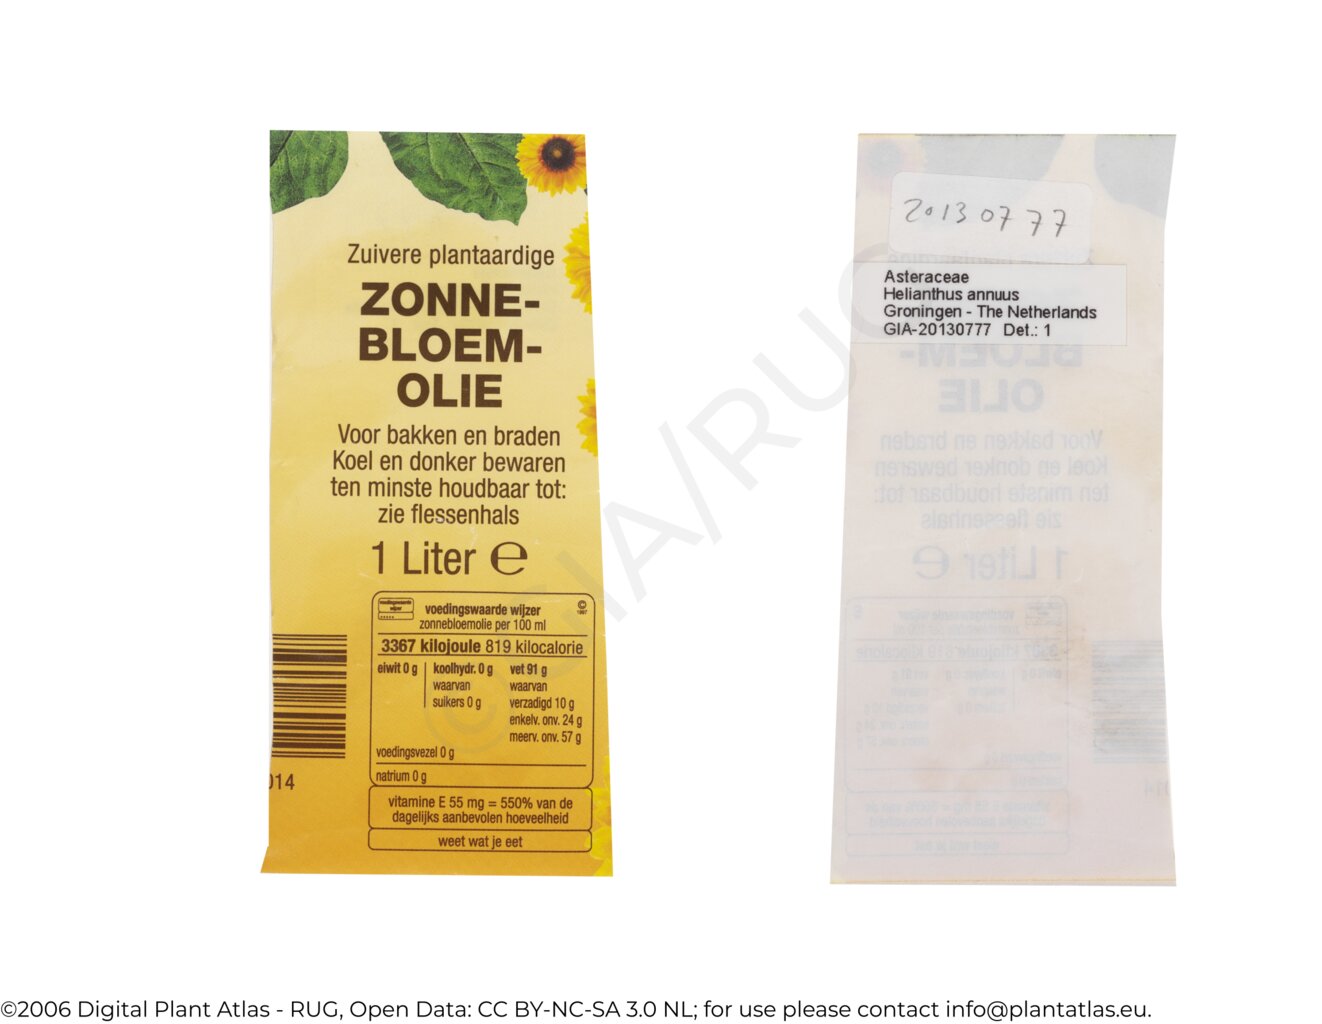 Zuivere plantaardige
ZONNE-
BLOEM-
OLIE
Voor bakken en braden
Koel en donker bewaren
ten minste houdbaar tot:
zie flessenhals
1 Liter ℮
voedingswaarde
wijzer
voedingswaarde wijzer
zonnebloemolie per 100 ml
©
1997
3367 kilojoule 819 kilocalorie
eiwit 0 g
koolhydr. 0 g
waarvan
suikers 0 g
vet 91 g
waarvan
verzadigd 10 g
enkelv. onv. 24 g
meerv. onv. 57 g
voedingsvezel 0 g
natrium 0 g
vitamine E 55 mg = 550% van de
dagelijks aanbevolen hoeveelheid
weet wat je eet
014
20130777
Asteraceae
Helianthus annuus
Groningen - The Netherlands
GIA-20130777 Det.: 1
©GIA/RUG
©2006 Digital Plant Atlas - RUG, Open Data: CC BY-NC-SA 3.0 NL; for use please contact info@plantatlas.eu.